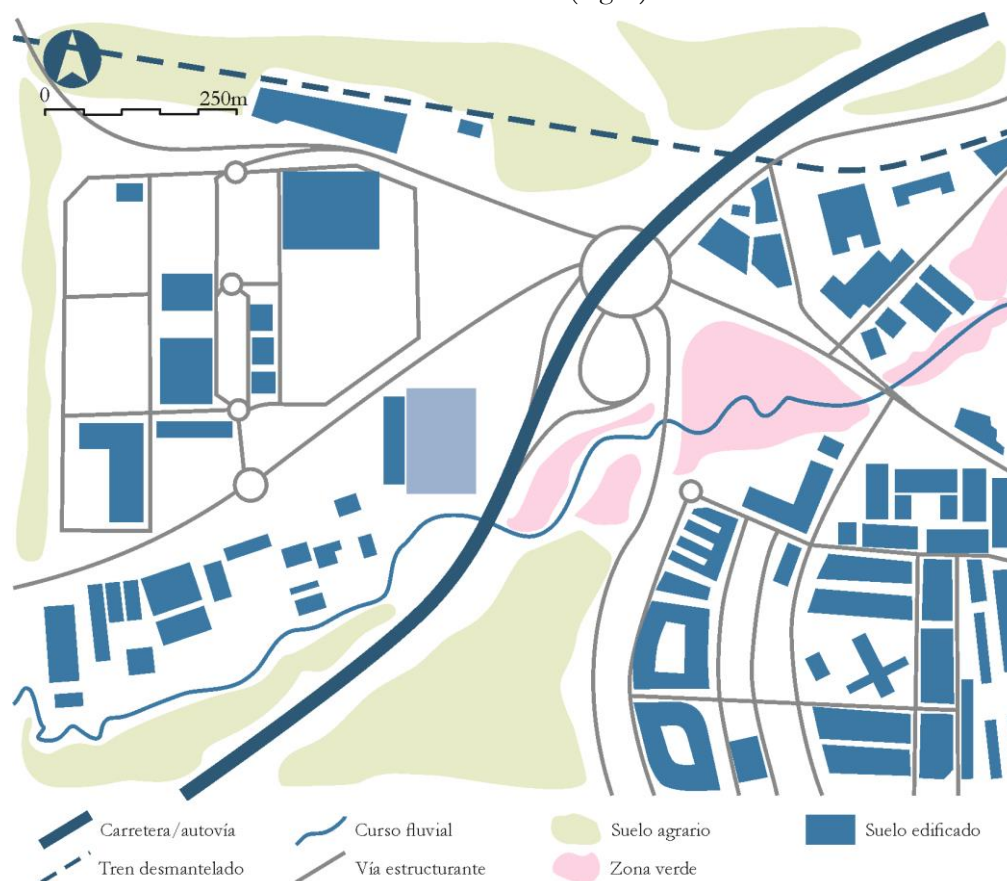 0 250m
Carretera/autovía Curso fluvial Suelo agrario Suelo edificado
Tren desmantelado Vía estructurante Zona verde